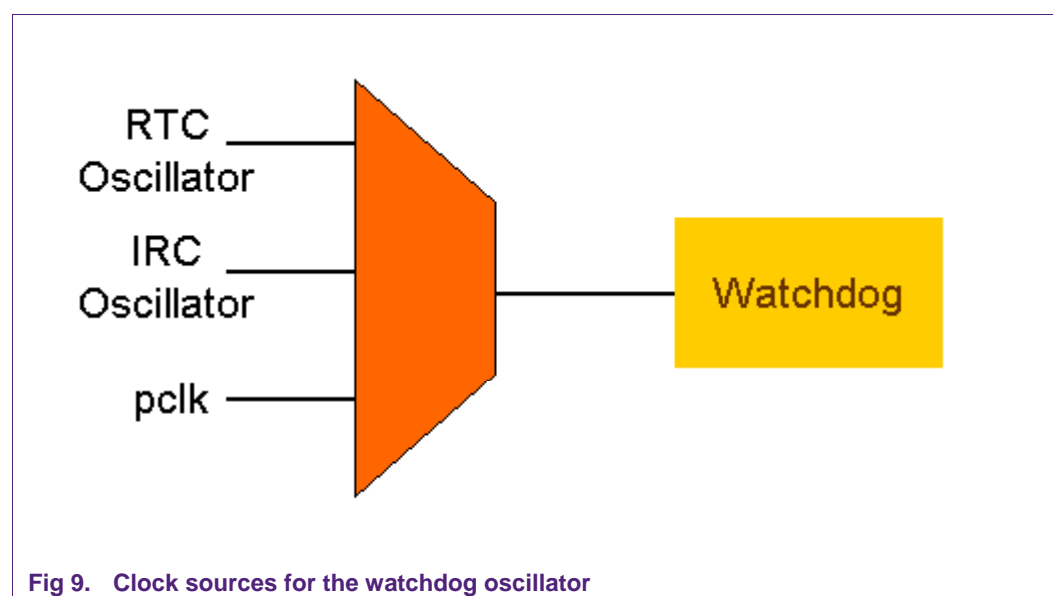 RTC
Oscillator
IRC
Oscillator
pclk
Watchdog
Fig 9. Clock sources for the watchdog oscillator